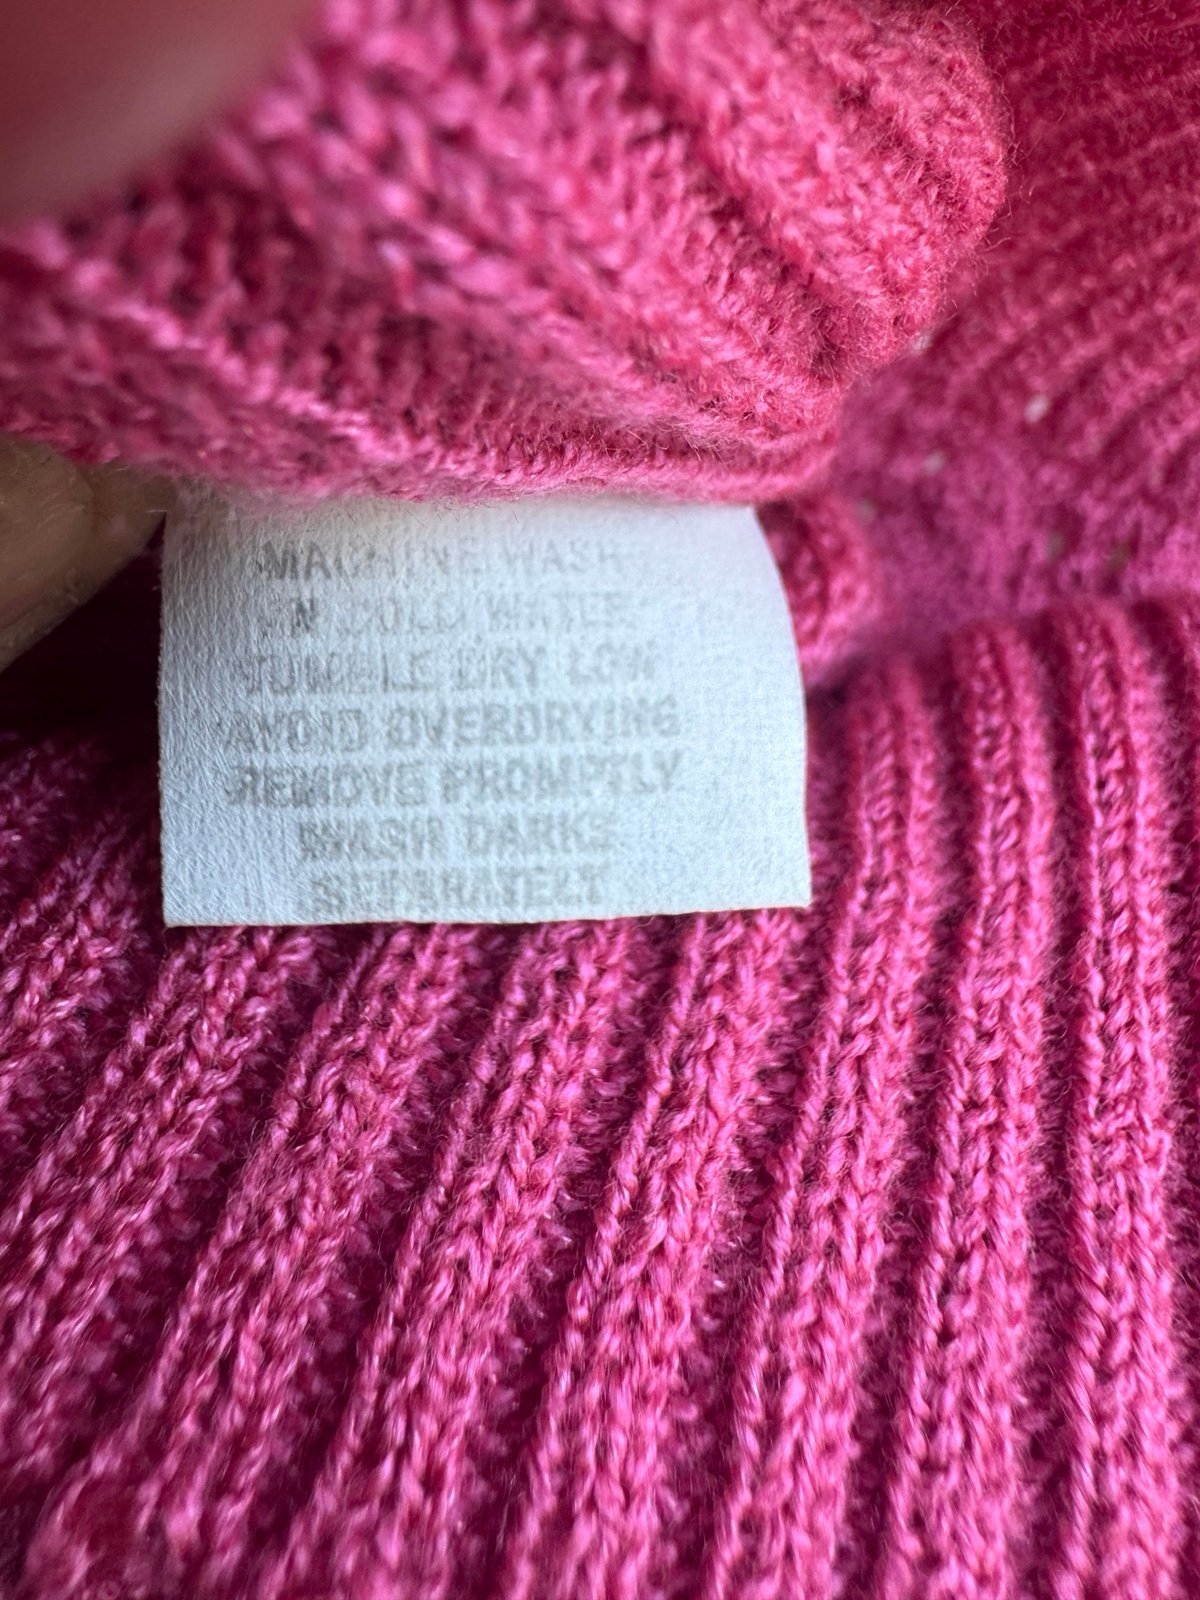 MACHINE WASH
IN COLD WATER
TUMBLE DRY LOW
AVOID OVERDRYING
REMOVE PROMPTLY
WASH DARKS
SEPARATELY